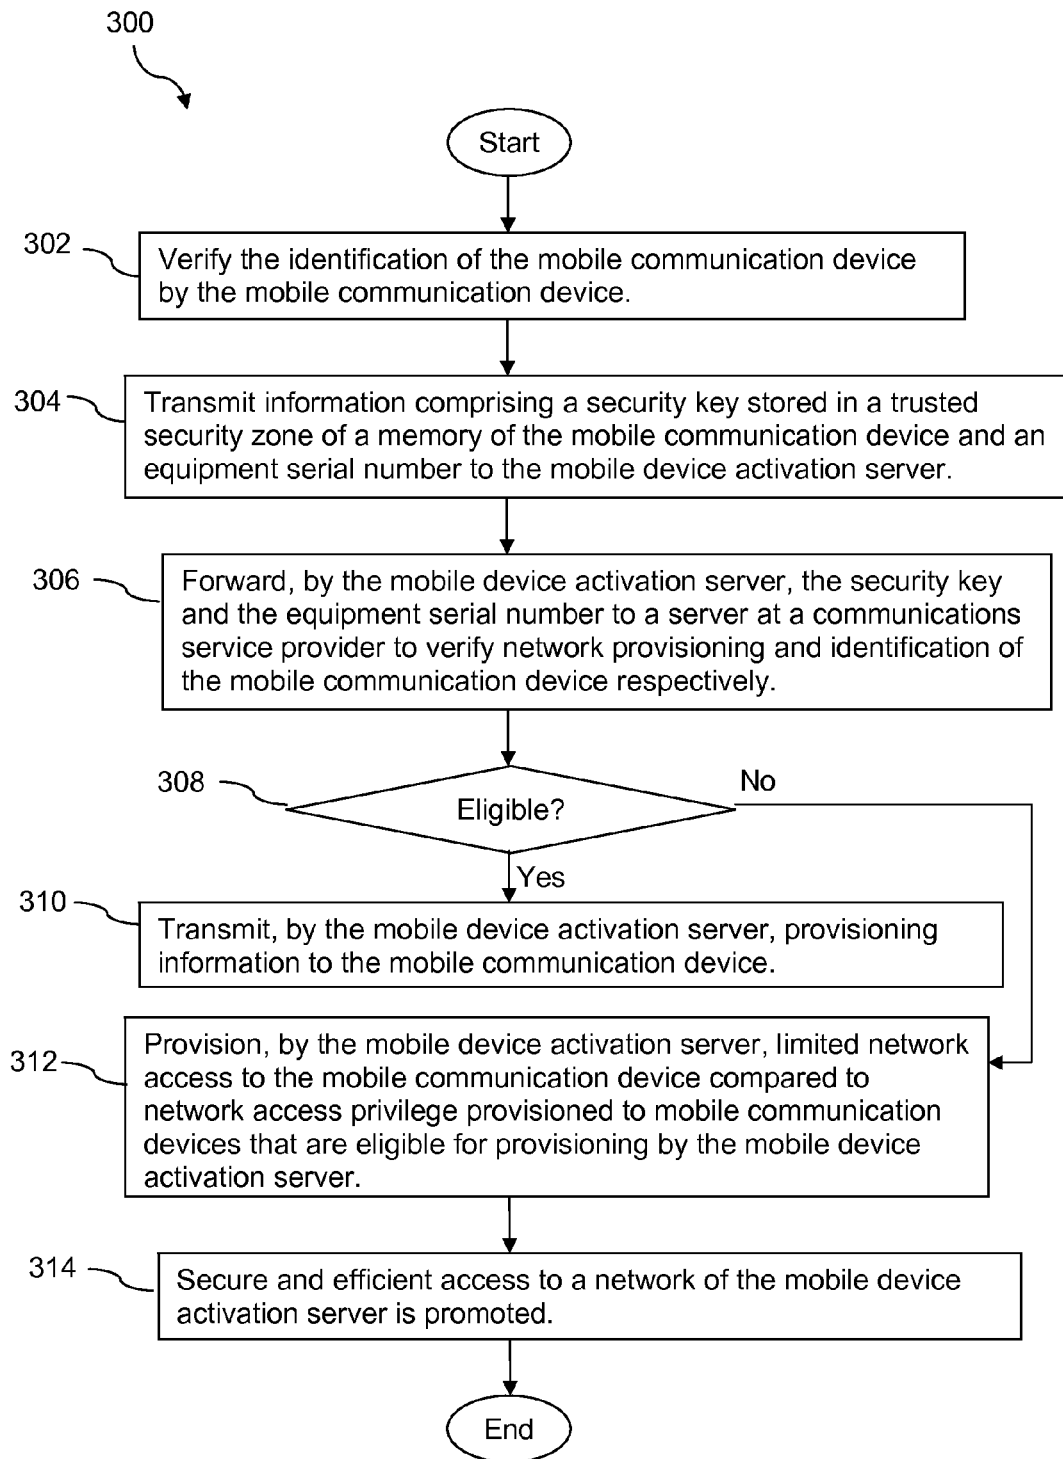 300
Start
302
Verify the identification of the mobile communication device
by the mobile communication device.
304
Transmit information comprising a security key stored in a trusted
security zone of a memory of the mobile communication device and an
equipment serial number to the mobile device activation server.
306
Forward, by the mobile device activation server, the security key
and the equipment serial number to a server at a communications
service provider to verify network provisioning and identification of
the mobile communication device respectively.
308
Eligible?
No
Yes
310
Transmit, by the mobile device activation server, provisioning
information to the mobile communication device.
312
Provision, by the mobile device activation server, limited network
access to the mobile communication device compared to
network access privilege provisioned to mobile communication
devices that are eligible for provisioning by the mobile device
activation server.
314
Secure and efficient access to a network of the mobile device
activation server is promoted.
End